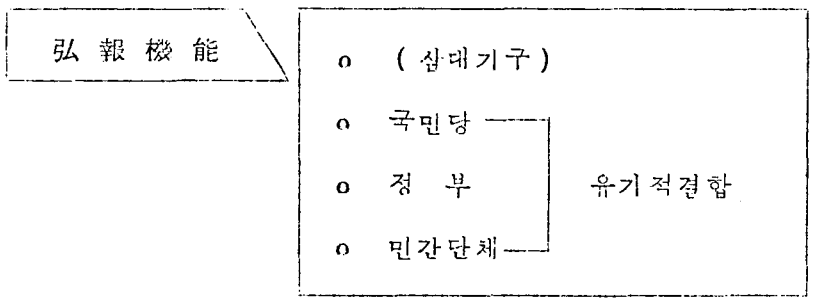 弘報機能
o (삼대기구)
o 국민당
o 정 부 유기적결합
o 민간단체